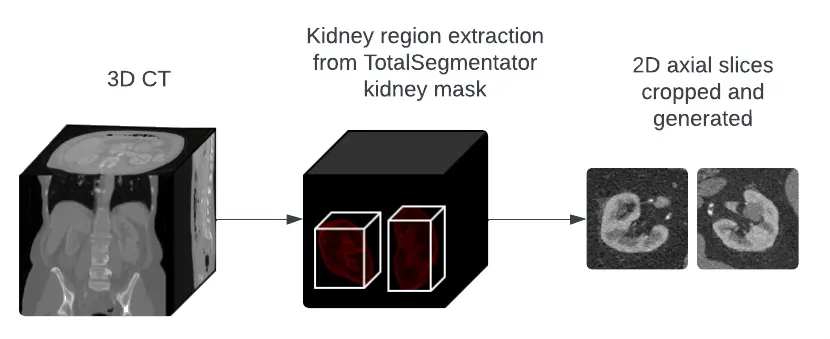 3D CT
Kidney region extraction
from TotalSegmentator
kidney mask
2D axial slices
cropped and
generated